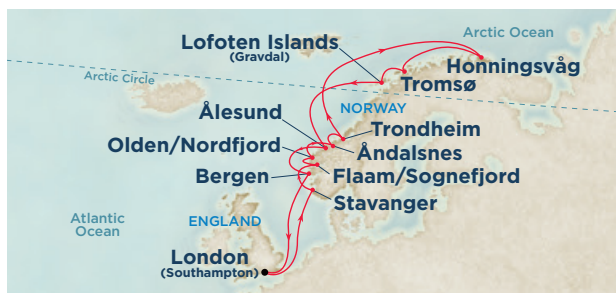 Arctic Ocean
Lofoten Islands
(Gravdal)
Honningsvåg
Arctic Circle
Tromsø
NORWAY
Ålesund
Trondheim
Olden/Nordfjord
Åndalsnes
Bergen
Flaam/Sognefjord
Stavanger
Atlantic
Ocean
ENGLAND
London
(Southampton)